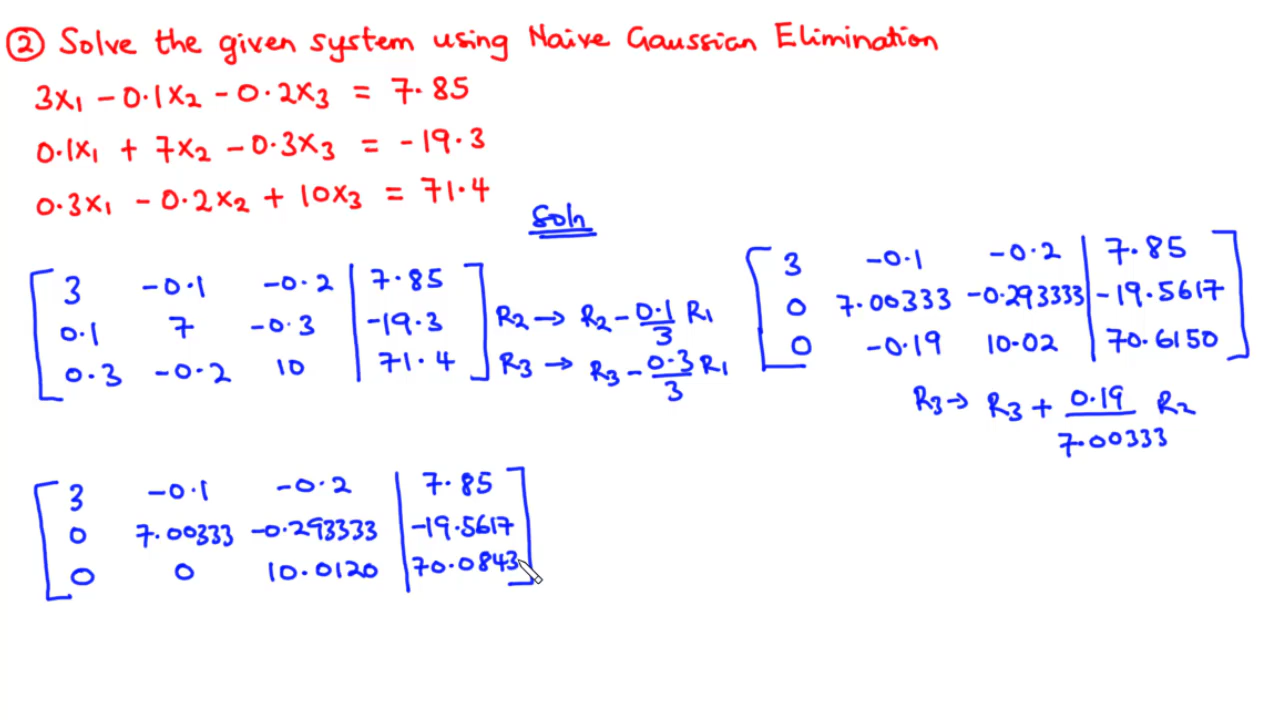 ② Solve the given system using Naive Gaussian Elimination
3x₁ - 0.1x₂ - 0.2x₃ = 7.85
0.1x₁ + 7x₂ - 0.3x₃ = -19.3
0.3x₁ - 0.2x₂ + 10x₃ = 71.4
Soln
[ 3 -0.1 -0.2 | 7.85 ]
[ 0.1 7 -0.3 | -19.3 ] R₂ → R₂ - 0.1/3 R₁
[ 0.3 -0.2 10 | 71.4 ] R₃ → R₃ - 0.3/3 R₁
[ 3 -0.1 -0.2 | 7.85 ]
[ 0 7.00333 -0.293333 | -19.5617 ]
[ 0 -0.19 10.02 | 70.6150 ]
R₃ → R₃ + 0.19/7.00333 R₂
[ 3 -0.1 -0.2 | 7.85 ]
[ 0 7.00333 -0.293333 | -19.5617 ]
[ 0 0 10.0120 | 70.0843 ]